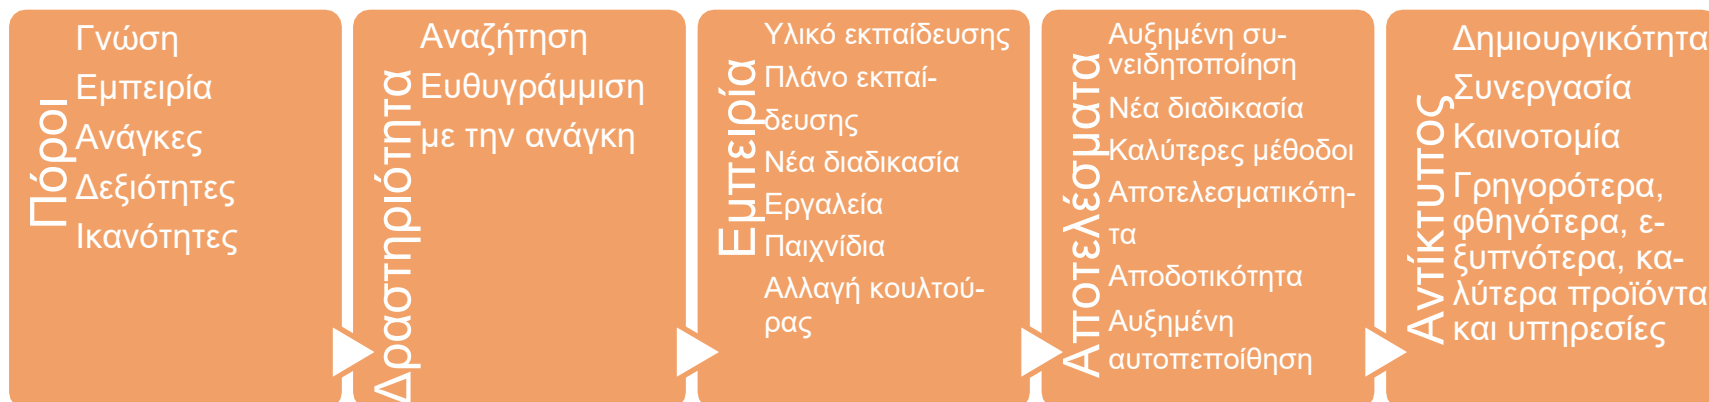 Πόροι
Γνώση
Εμπειρία
Ανάγκες
Δεξιότητες
Ικανότητες
Δραστηριότητα
Αναζήτηση
Ευθυγράμμιση
με την ανάγκη
Εμπειρία
Υλικό εκπαίδευσης
Πλάνο εκπαί-
δευσης
Νέα διαδικασία
Εργαλεία
Παιχνίδια
Αλλαγή κουλτού-
ρας
Αποτελέσματα
Αυξημένη συ-
νειδητοποίηση
Νέα διαδικασία
Καλύτερες μέθοδοι
Αποτελεσματικότη-
τα
Αποδοτικότητα
Αυξημένη
αυτοπεποίθηση
Αντίκτυπος
Δημιουργικότητα
Συνεργασία
Καινοτομία
Γρηγορότερα,
φθηνότερα, ε-
ξυπνότερα, κα-
λύτερα προϊόντα
και υπηρεσίες